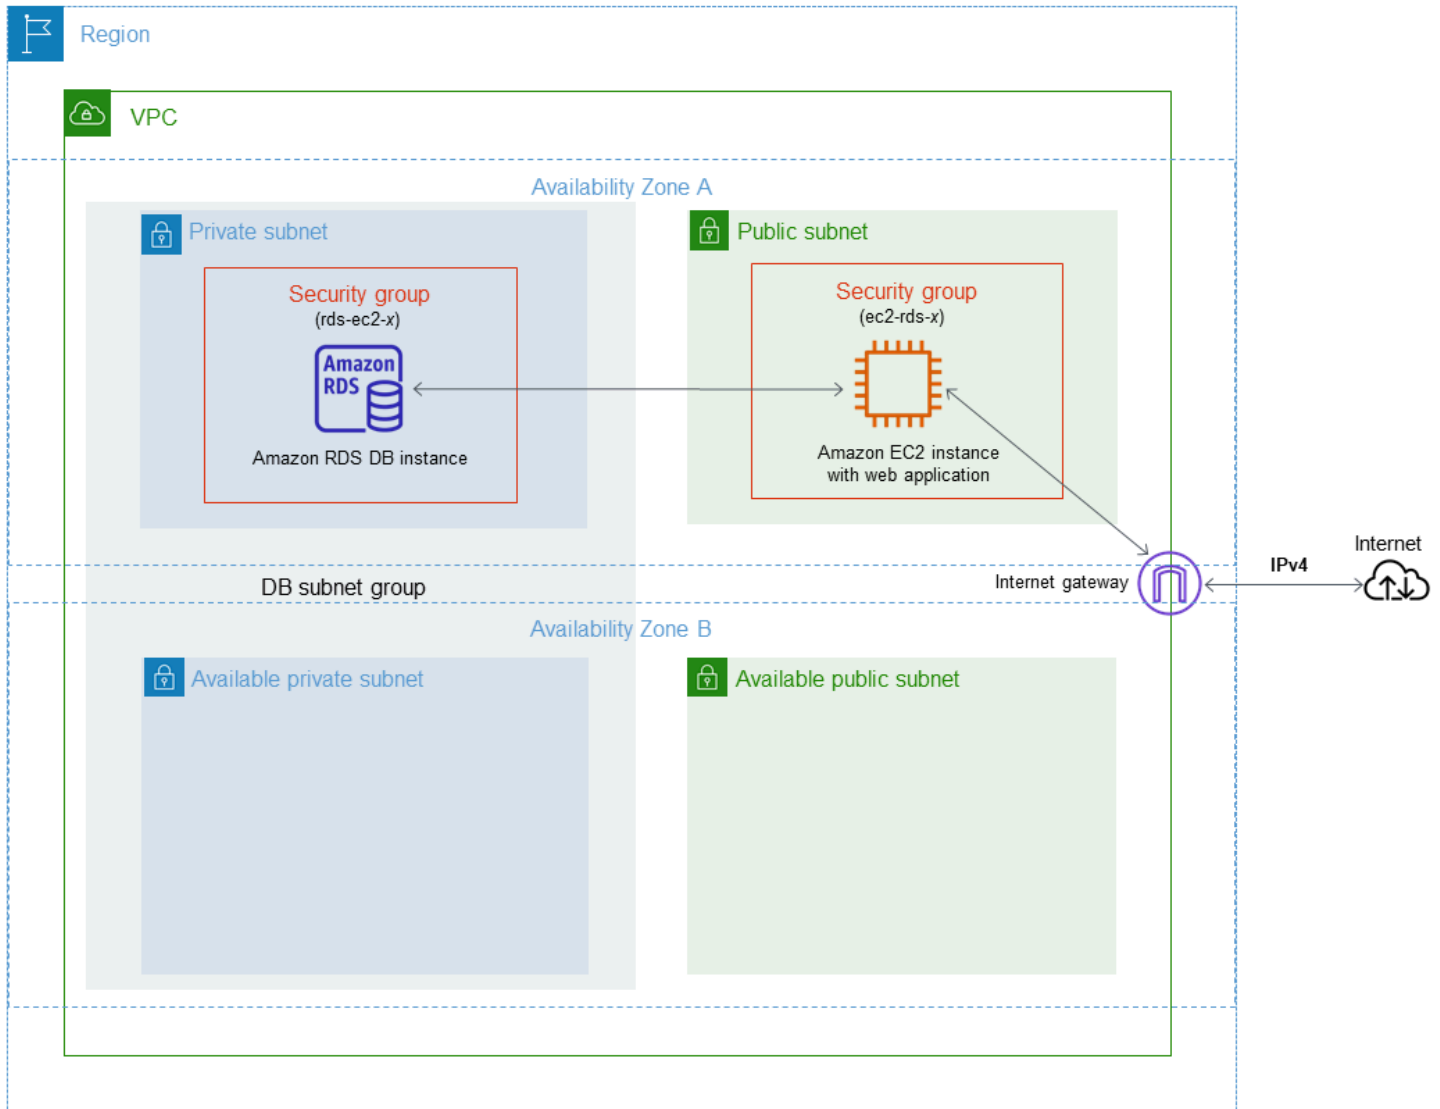 Region
VPC
Availability Zone A
Private subnet
Public subnet
Security group
(rds-ec2-x)
Security group
(ec2-rds-x)
Amazon
RDS
Amazon RDS DB instance
Amazon EC2 instance
with web application
Internet
IPv4
Internet gateway
DB subnet group
Availability Zone B
Available private subnet
Available public subnet